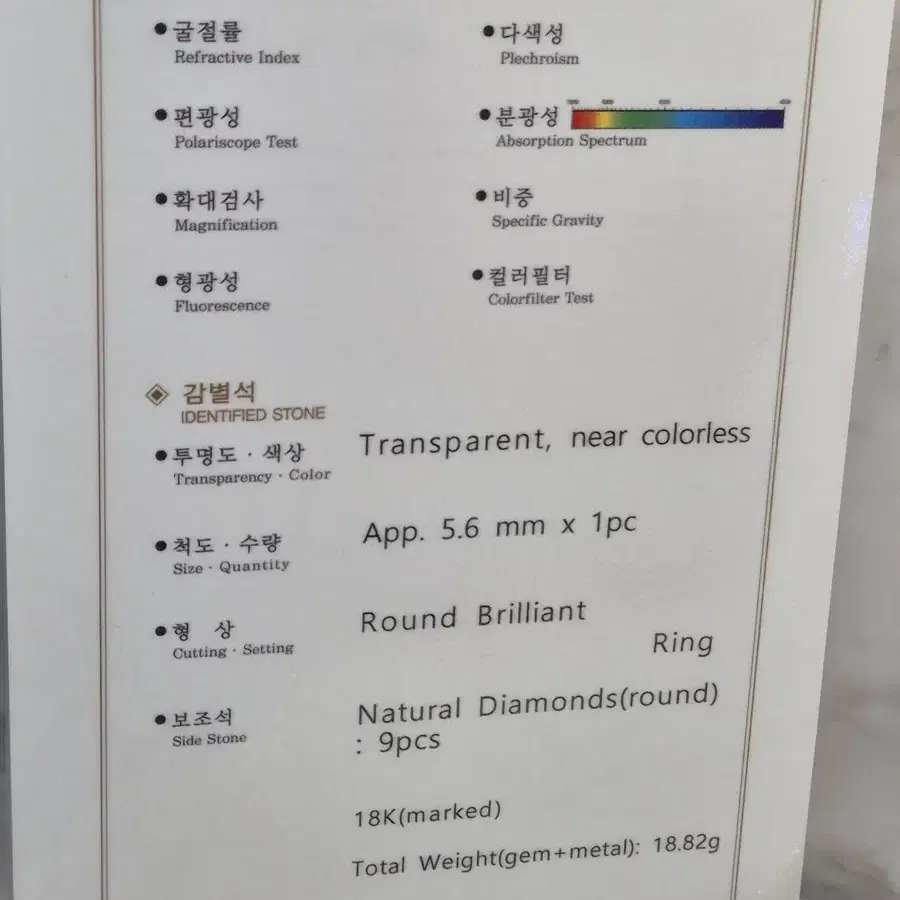 ●굴절률 ●다색성
Refractive Index Plechroism
●편광성 ●분광성
Polariscope Test Absorption Spectrum
●확대검사 ●비중
Magnification Specific Gravity
●형광성 ●컬러필터
Fluorescence Colorfilter Test
감별석
IDENTIFIED STONE
●투명도 · 색상 Transparent, near colorless
Transparency · Color
●척도 · 수량 App. 5.6 mm x 1pc
Size · Quantity
●형 상 Round Brilliant
Cutting · Setting Ring
●보조석 Natural Diamonds(round)
Side Stone : 9pcs
18K(marked)
Total Weight(gem+metal): 18.82g